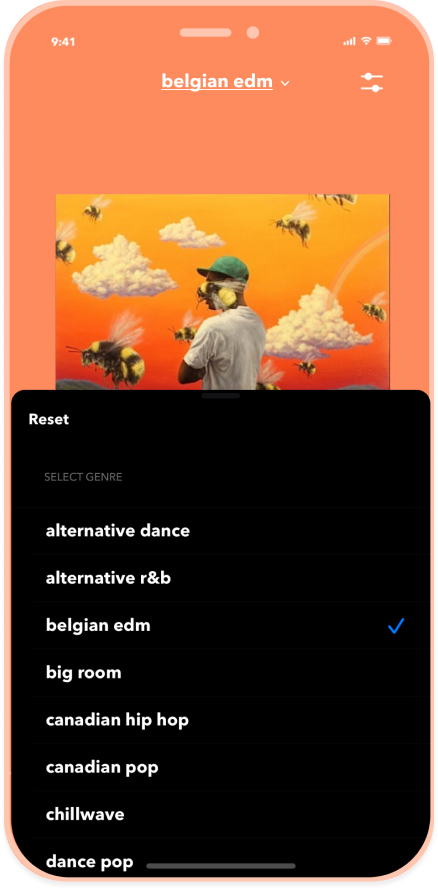 9:41
belgian edm
Reset
SELECT GENRE
alternative dance
alternative r&b
belgian edm
big room
canadian hip hop
canadian pop
chillwave
dance pop